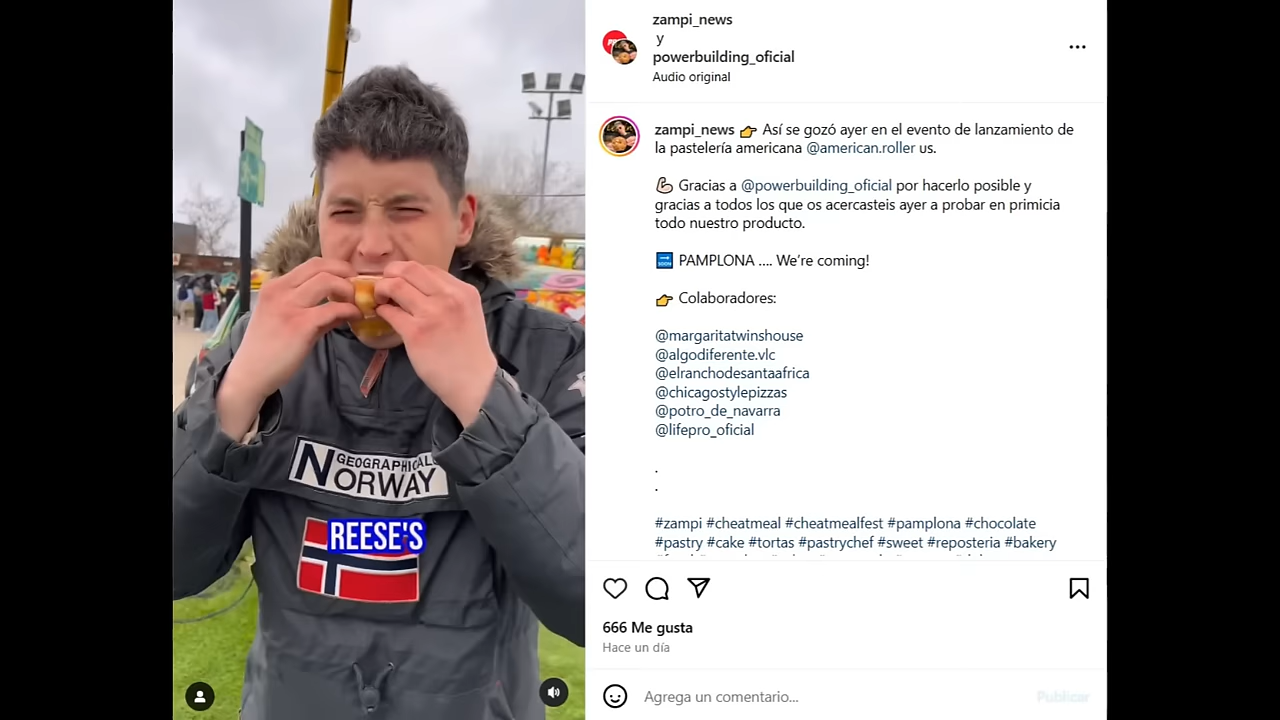 GEOGRAPHICAL
NORWAY
REESE'S
zampi_news
y
powerbuilding_oficial
Audio original
zampi_news 👉 Así se gozó ayer en el evento de lanzamiento de
la pastelería americana @american.roller us.
💪 Gracias a @powerbuilding_oficial por hacerlo posible y
gracias a todos los que os acercasteis ayer a probar en primicia
todo nuestro producto.
🔜 PAMPLONA .... We're coming!
👉 Colaboradores:
@margaritatwinshouse
@algodiferente.vlc
@elranchodesantaafrica
@chicagostylepizzas
@potro_de_navarra
@lifepro_oficial
.
.
#zampi #cheatmeal #cheatmealfest #pamplona #chocolate
#pastry #cake #tortas #pastrychef #sweet #reposteria #bakery
666 Me gusta
Hace un día
Agrega un comentario...
Publicar